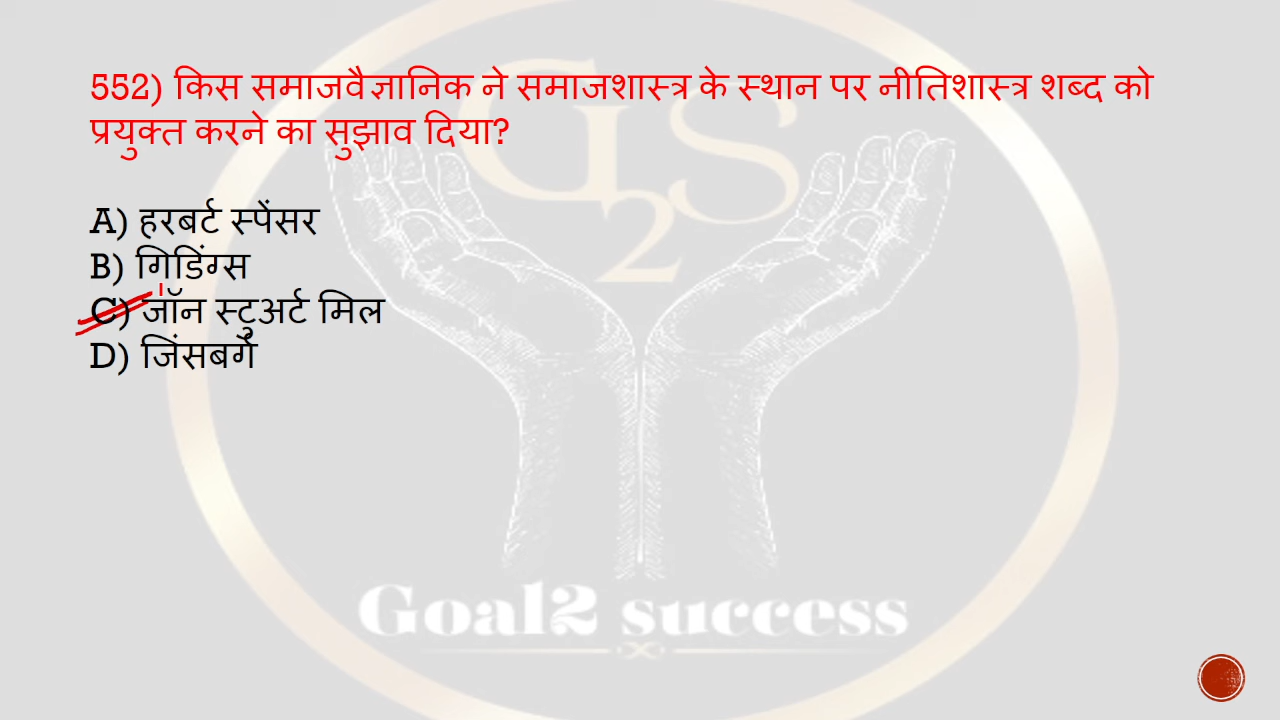 552) किस समाजवैज्ञानिक ने समाजशास्त्र के स्थान पर नीतिशास्त्र शब्द को
प्रयुक्त करने का सुझाव दिया?
A) हरबर्ट स्पेंसर
B) गिडिंग्स
C) जॉन स्टुअर्ट मिल
D) जिंसबर्ग
G2S
Goal2 success